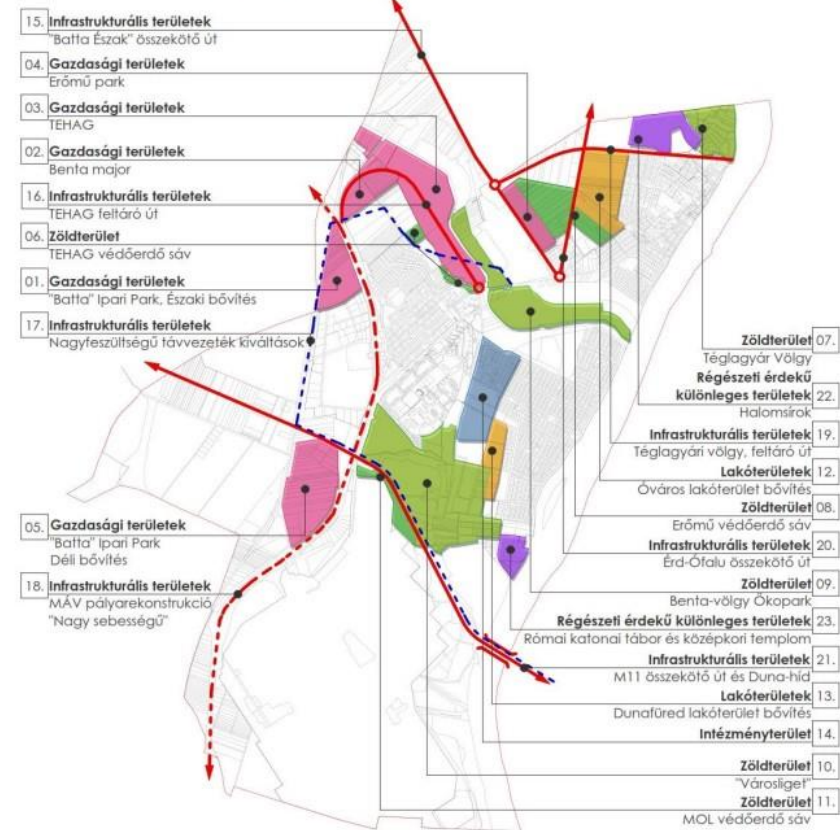 15. Infrastrukturális területek
"Batta Észak" összekötő út
04. Gazdasági területek
Erőmű park
03. Gazdasági területek
TEHAG
02. Gazdasági területek
Benta major
16. Infrastrukturális területek
TEHAG feltáró út
06. Zöldterület
TEHAG védőerdő sáv
01. Gazdasági területek
"Batta" Ipari Park, Északi bővítés
17. Infrastrukturális területek
Nagyfeszültségű távvezeték kiváltások
05. Gazdasági területek
"Batta" Ipari Park
Déli bővítés
18. Infrastrukturális területek
MÁV pályarekonstrukció
"Nagy sebességű"
Zöldterület 07.
Téglagyár Völgy
Régészeti érdekű
különleges területek 22.
Halomsírok
Infrastrukturális területek 19.
Téglagyári völgy, feltáró út
Lakóterületek 12.
Óváros lakóterület bővítés
Zöldterület 08.
Erőmű védőerdő sáv
Infrastrukturális területek 20.
Érd-Ófalu összekötő út
Zöldterület 09.
Benta-völgy Ökopark
Régészeti érdekű különleges területek 23.
Római katonai tábor és középkori templom
Infrastrukturális területek 21.
M11 összekötő út és Duna-híd
Lakóterületek 13.
Dunafüred lakóterület bővítés
Intézményterület 14.
Zöldterület 10.
"Városliget"
Zöldterület 11.
MOL védőerdő sáv